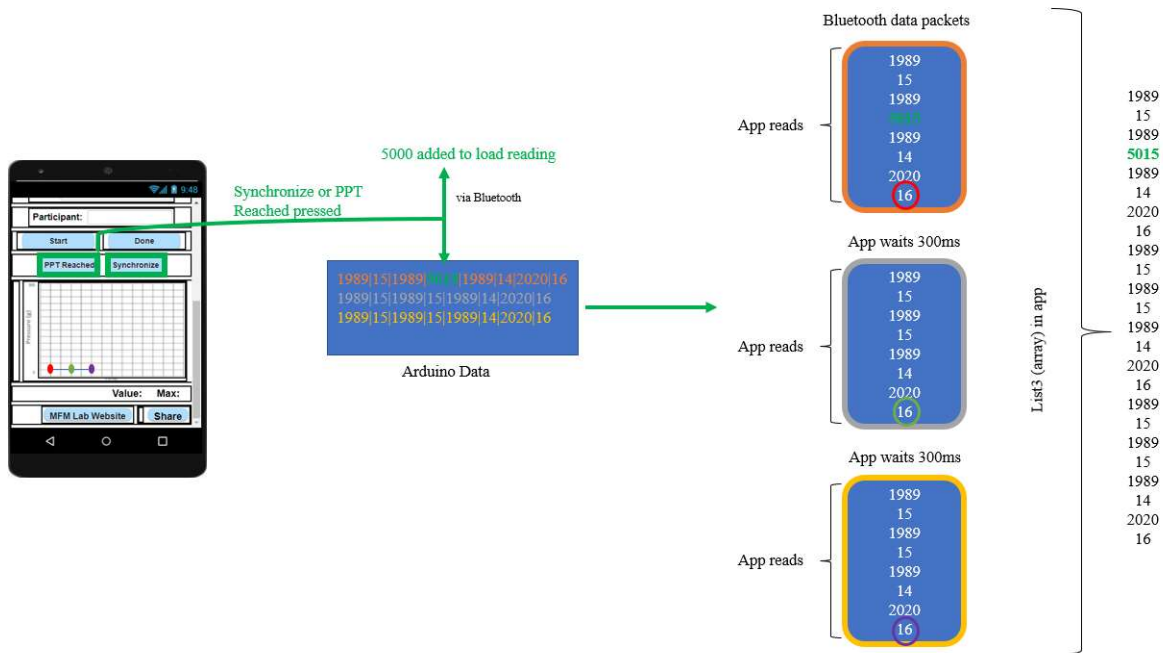 Bluetooth data packets
1989
15
1989
5015
1989
14
2020
16
App reads
5000 added to load reading
Synchronize or PPT
Reached pressed
via Bluetooth
9:48
Participant:
Start Done
PPT Reached Synchronize
Pressure (g)
Value: Max:
MFM Lab Website Share
1989|15|1989|5015|1989|14|2020|16
1989|15|1989|15|1989|14|2020|16
1989|15|1989|15|1989|14|2020|16
Arduino Data
App waits 300ms
1989
15
1989
15
1989
14
2020
16
App reads
App waits 300ms
1989
15
1989
15
1989
14
2020
16
App reads
List3 (array) in app
1989
15
1989
5015
1989
14
2020
16
1989
15
1989
15
1989
14
2020
16
1989
15
1989
15
1989
14
2020
16